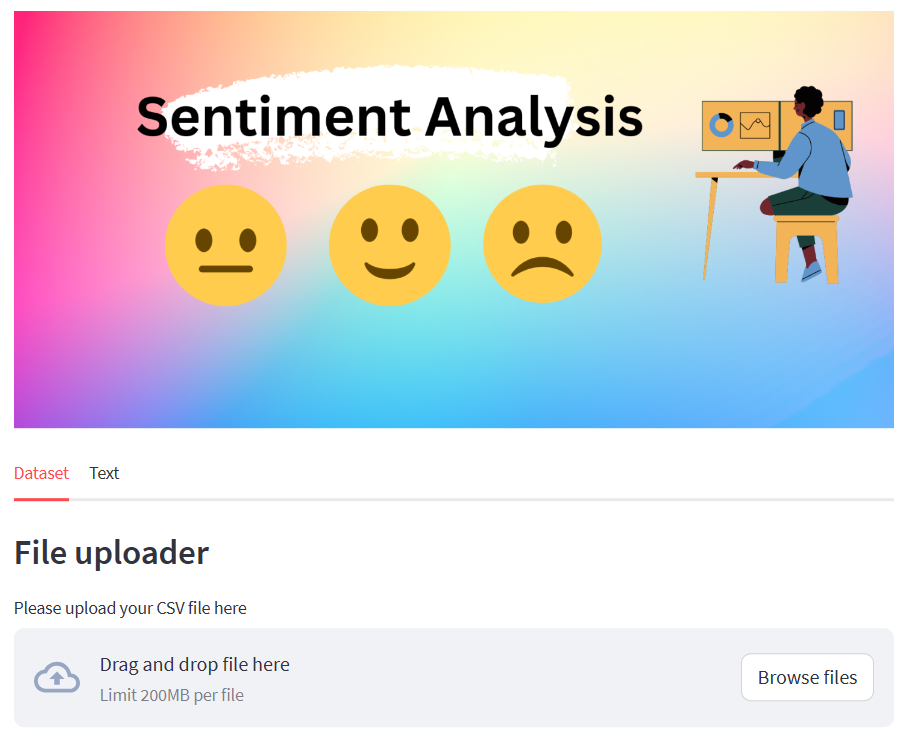 Sentiment Analysis
Dataset Text
File uploader
Please upload your CSV file here
Drag and drop file here
Limit 200MB per file
Browse files